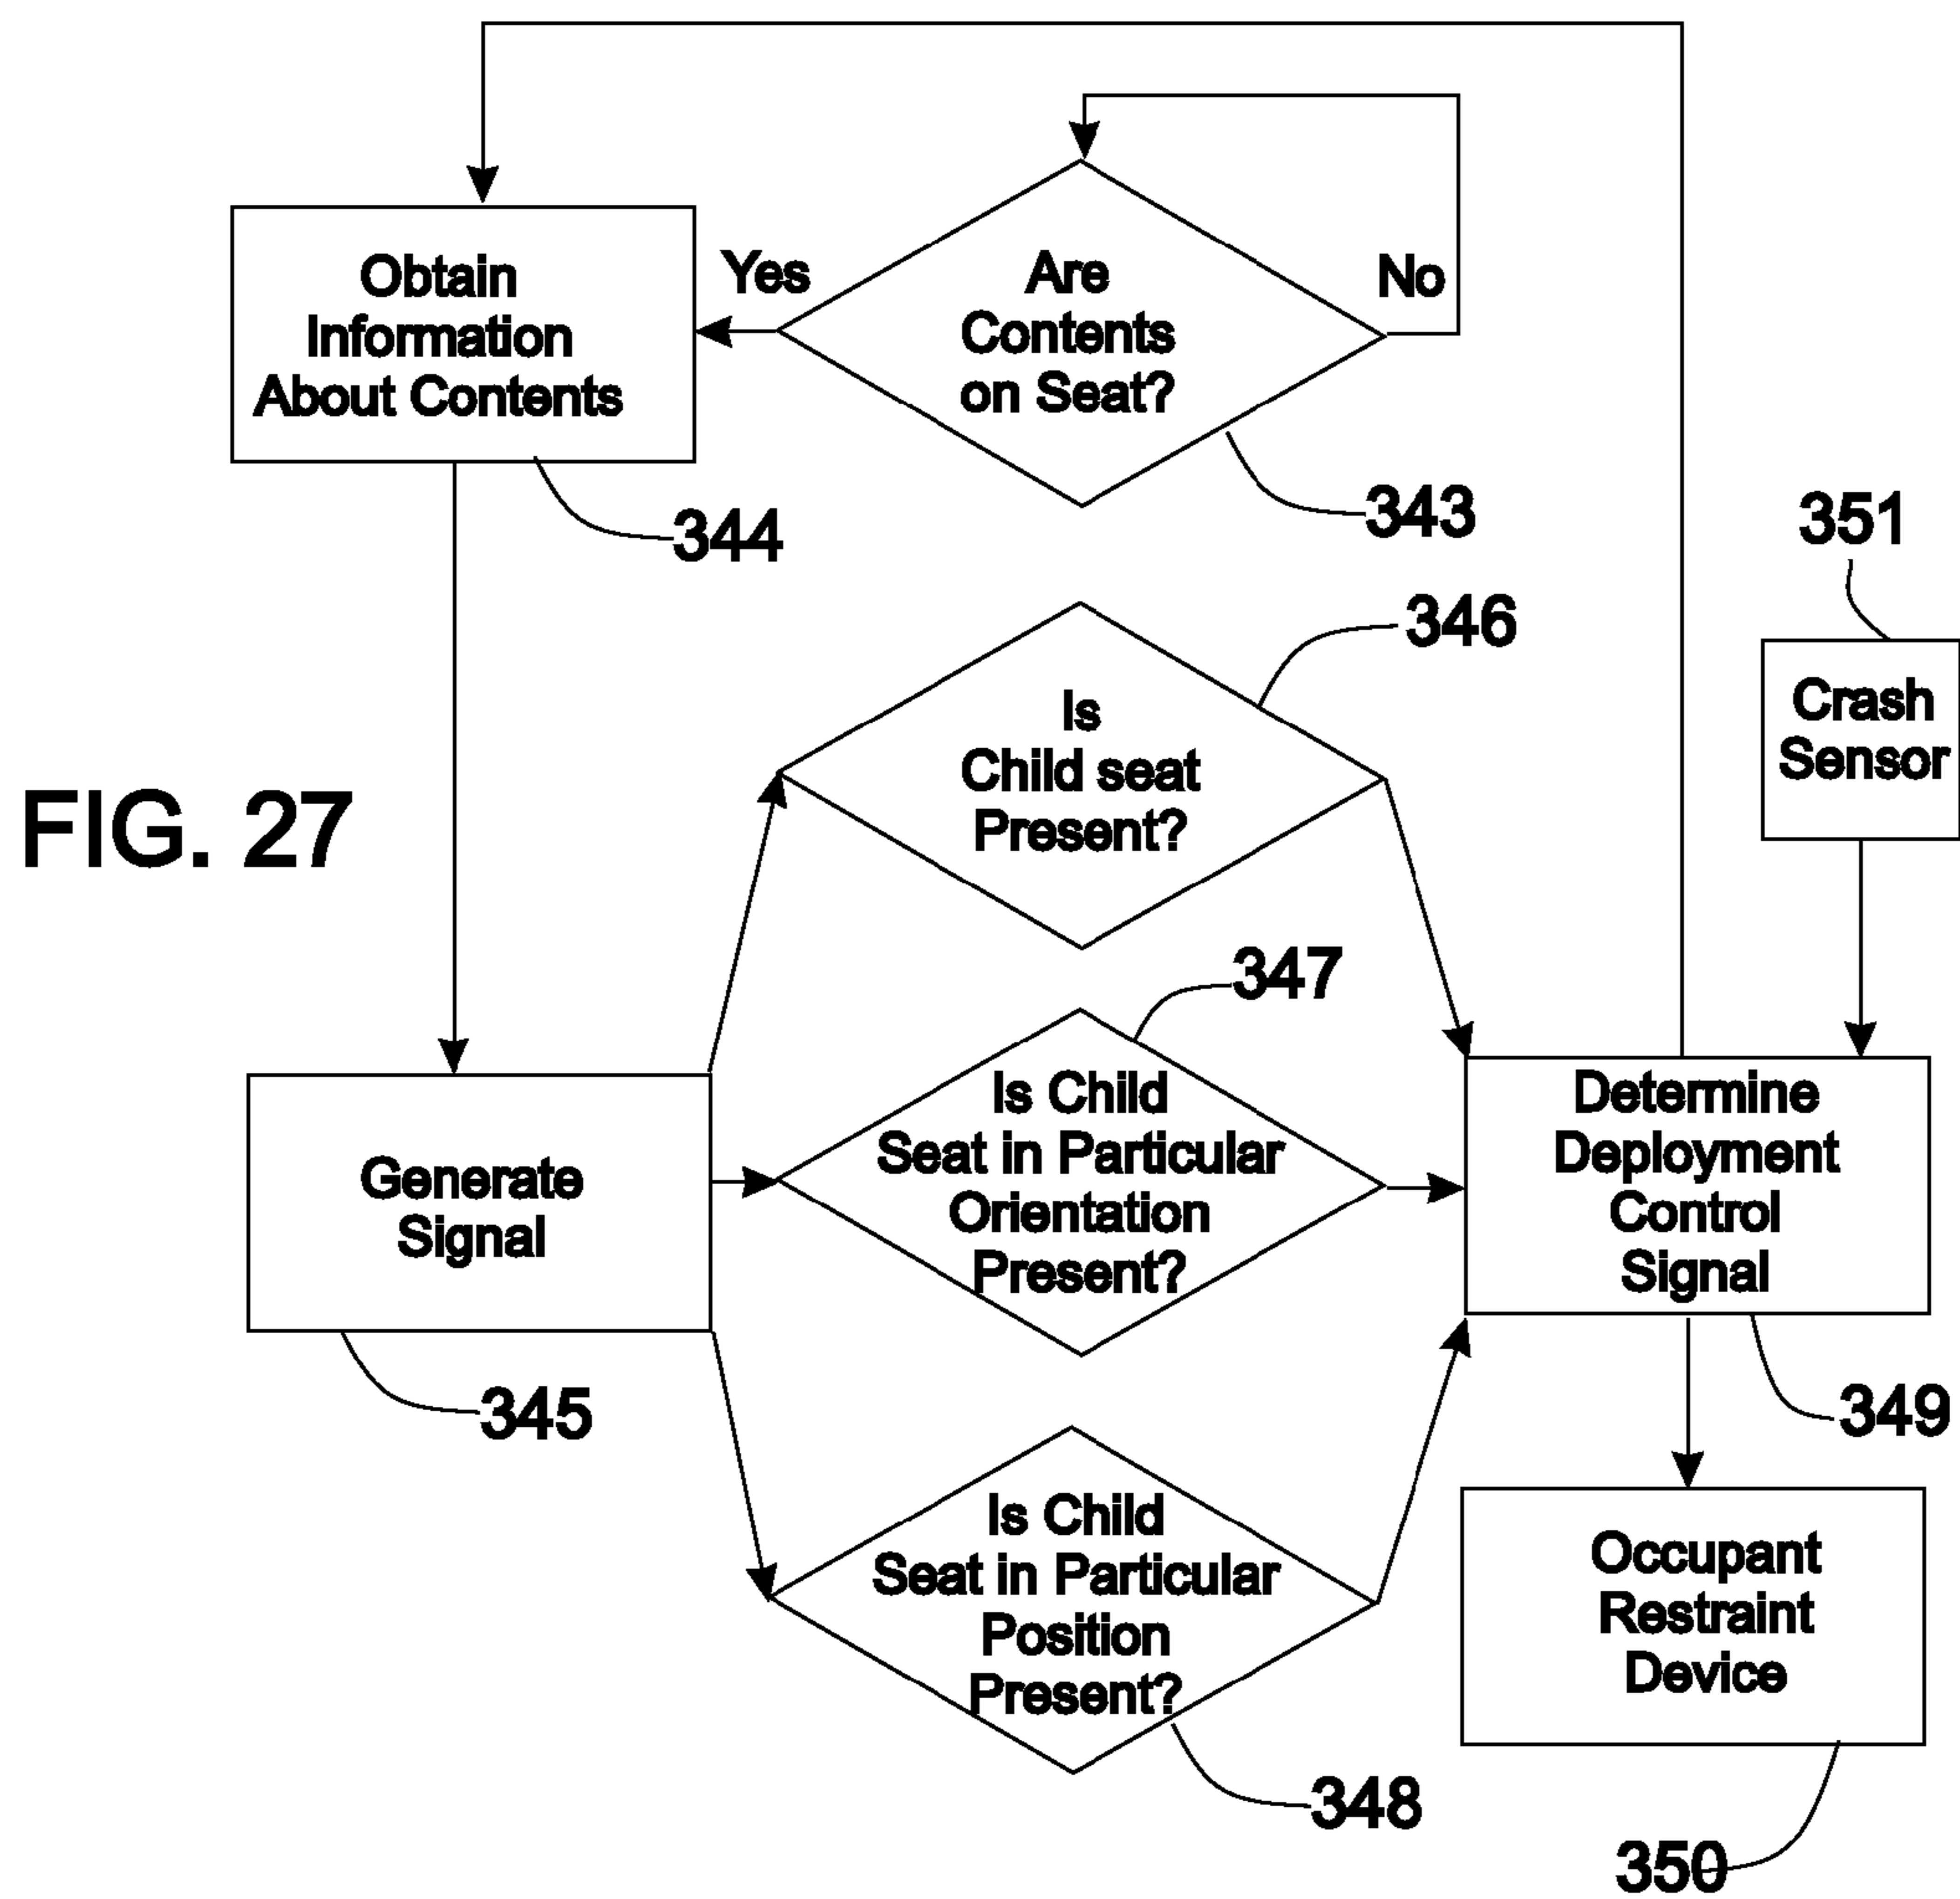 Obtain
Information
About Contents
Yes
Are
Contents
on Seat?
No
344
343
351
346
Is
Child seat
Present?
Crash
Sensor
FIG. 27
347
Generate
Signal
Is Child
Seat in Particular
Orientation
Present?
Determine
Deployment
Control
Signal
345
349
Is Child
Seat in Particular
Position
Present?
Occupant
Restraint
Device
348
350